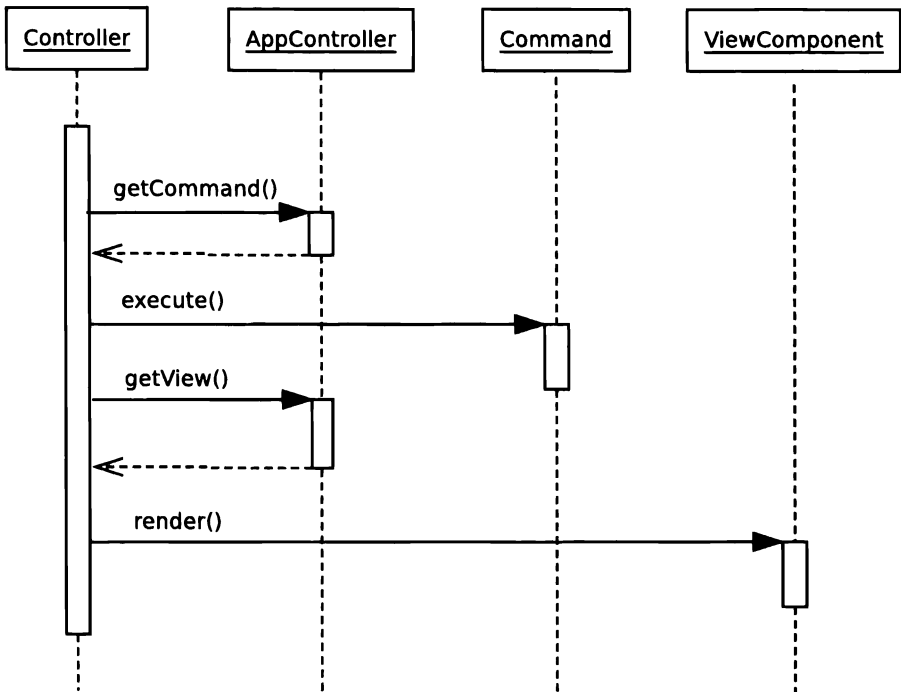 Controller
AppController
Command
ViewComponent
getCommand()
execute()
getView()
render()